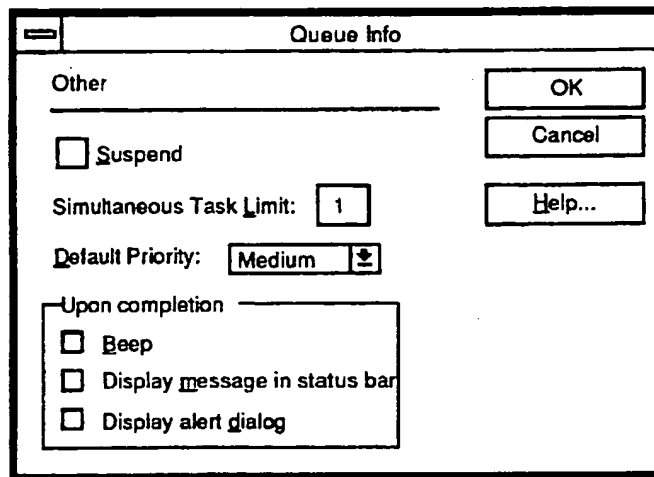 Queue Info
Other
OK
Suspend
Cancel
Simultaneous Task Limit: 1
Help...
Default Priority: Medium
Upon completion
Beep
Display message in status bar
Display alert dialog